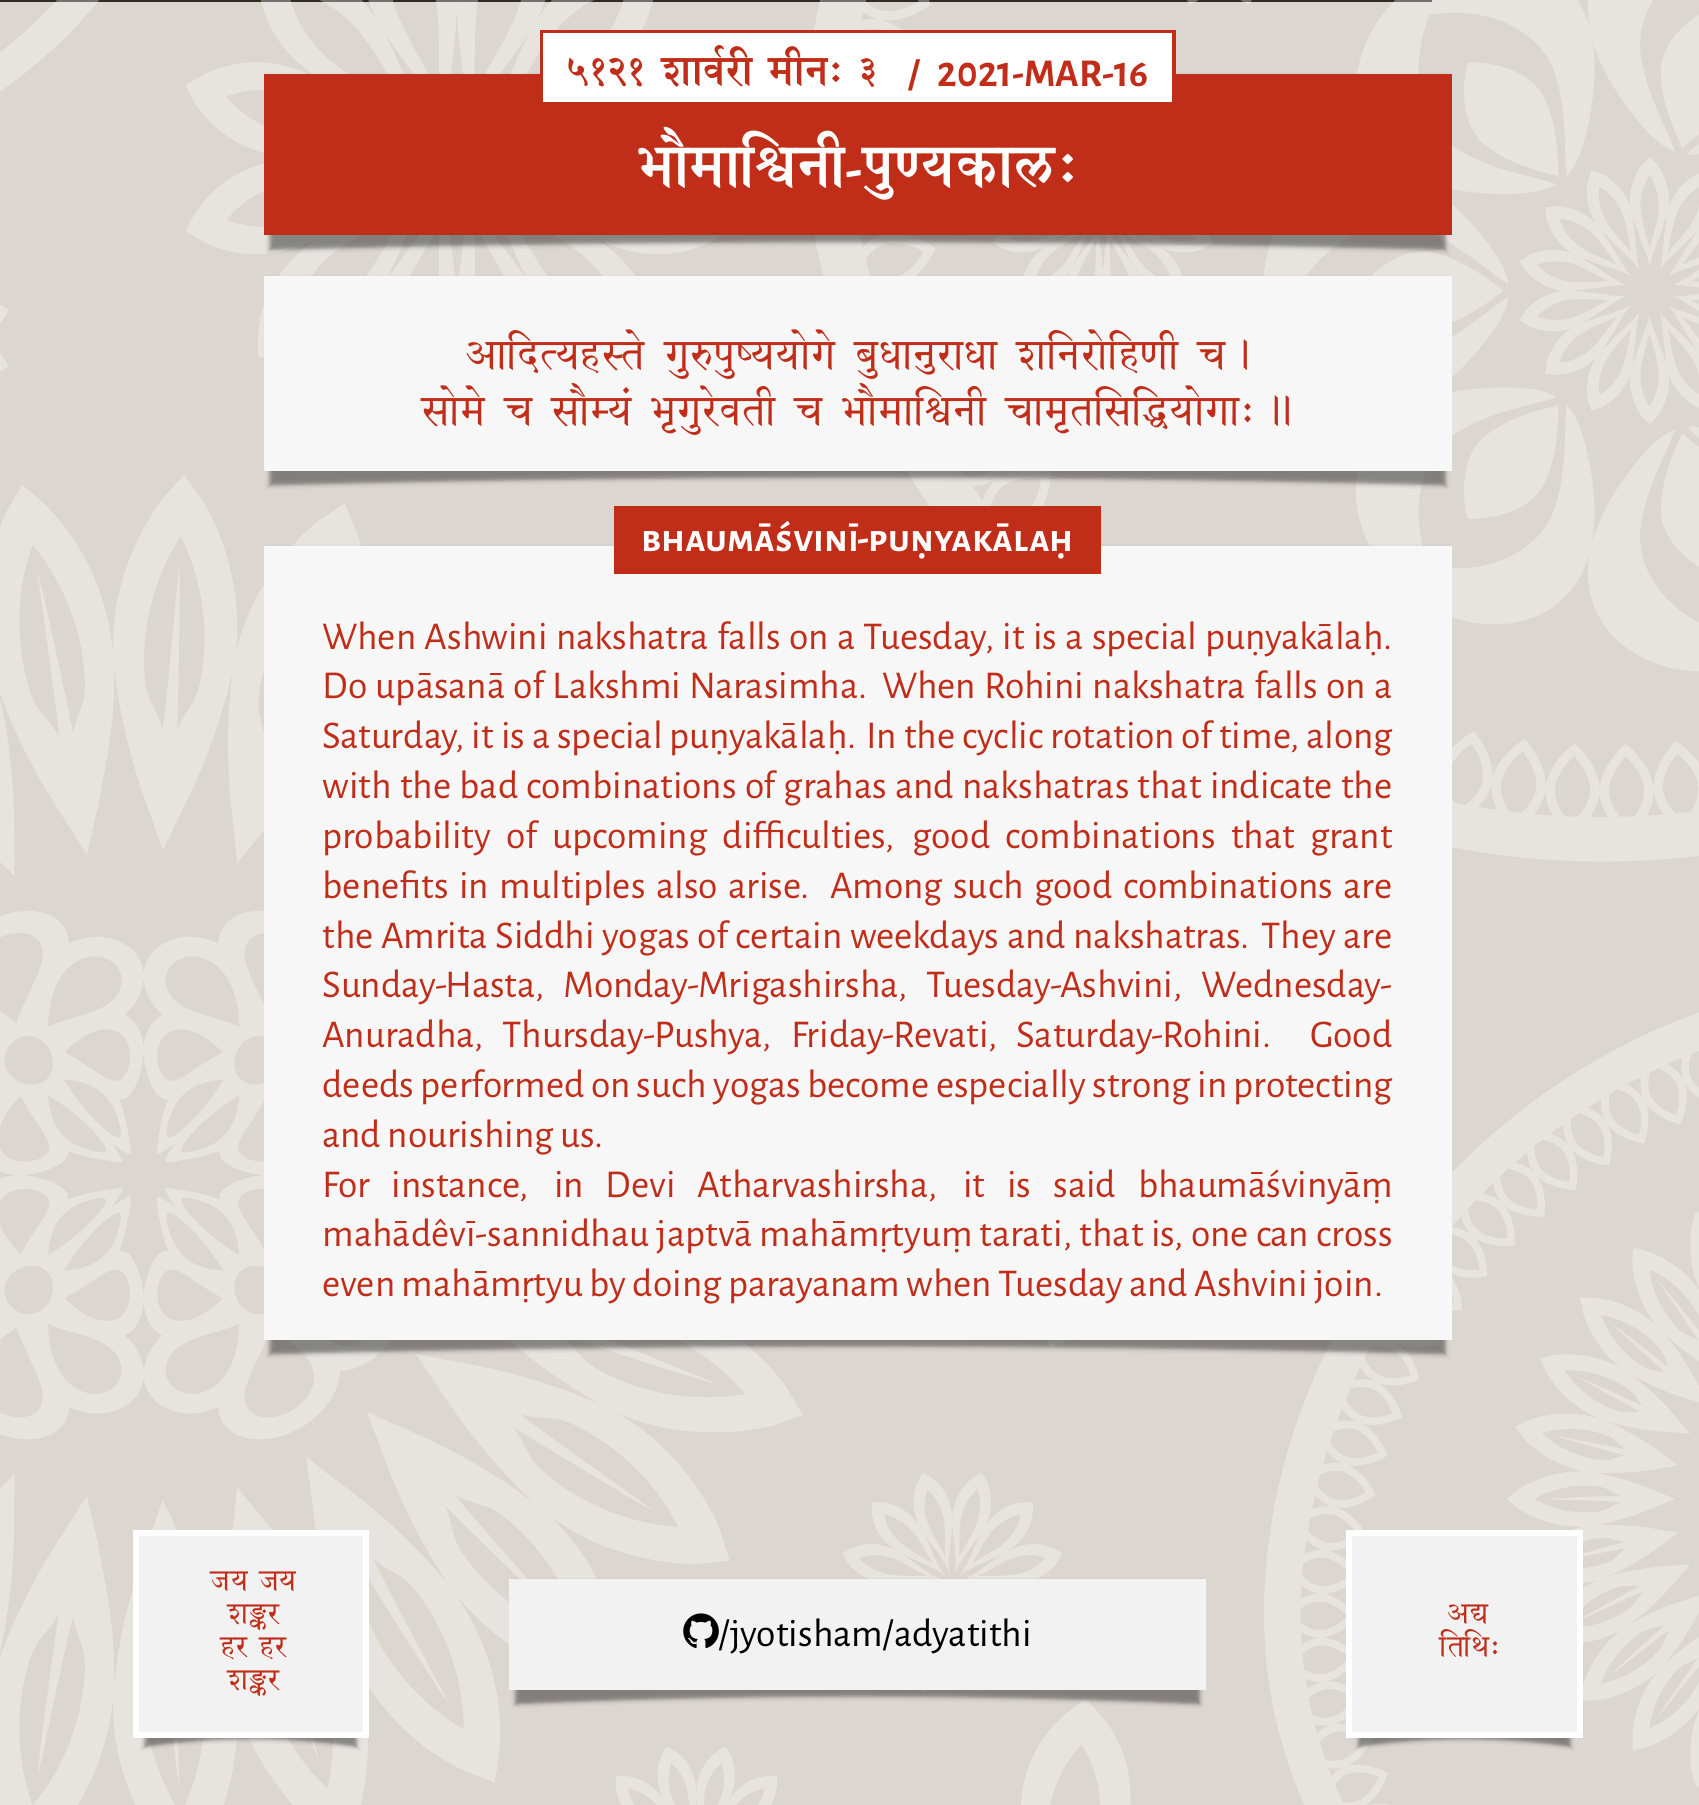 ५१२१ शार्वरी मीनः ३ / 2021-MAR-16
भौमाश्विनी-पुण्यकालः
आदित्यहस्ते गुरुपुष्ययोगे बुधानुराधा शनिरोहिणी च।
सोमे च सौम्यं भृगुरेवती च भौमाश्विनी चामृतसिद्धियोगाः॥
BHAUMĀŚVINĪ-PUṆYAKĀLAḤ
When Ashwini nakshatra falls on a Tuesday, it is a special puṇyakālaḥ.
Do upāsanā of Lakshmi Narasimha. When Rohini nakshatra falls on a
Saturday, it is a special puṇyakālaḥ. In the cyclic rotation of time, along
with the bad combinations of grahas and nakshatras that indicate the
probability of upcoming difficulties, good combinations that grant
benefits in multiples also arise. Among such good combinations are
the Amrita Siddhi yogas of certain weekdays and nakshatras. They are
Sunday-Hasta, Monday-Mrigashirsha, Tuesday-Ashvini, Wednesday-
Anuradha, Thursday-Pushya, Friday-Revati, Saturday-Rohini. Good
deeds performed on such yogas become especially strong in protecting
and nourishing us.
For instance, in Devi Atharvashirsha, it is said bhaumāśvinyāṃ
mahādêvī-sannidhau japtvā mahāmṛtyuṃ tarati, that is, one can cross
even mahāmṛtyu by doing parayanam when Tuesday and Ashvini join.
जय जय
शङ्कर
हर हर
शङ्कर
/jyotisham/adyatithi
अद्य
तिथिः